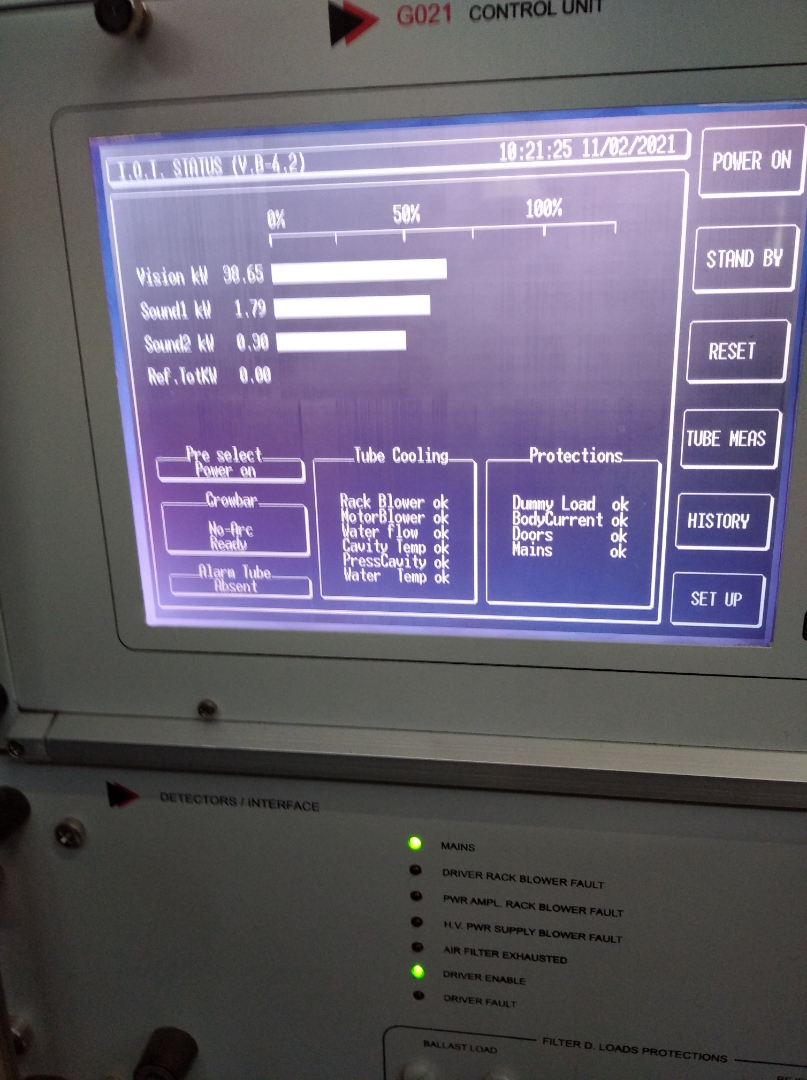 G021 CONTROL UNIT
I.O.T. STATUS (V.B-4.2) 10:21:25 11/02/2021
0% 50% 100%
Vision kW 30.65
Sound1 kW 1.79
Sound2 kW 0.30
Ref.TotKW 0.00
Pre select
Power on
Crowbar
No-Arc
Ready
Alarm Tube
Absent
Tube Cooling
Rack Blower ok
MotorBlower ok
Water flow ok
Cavity Temp ok
PressCavity ok
Water Temp ok
Protections
Dummy Load ok
BodyCurrent ok
Doors ok
Mains ok
POWER ON
STAND BY
RESET
TUBE MEAS
HISTORY
SET UP
DETECTORS / INTERFACE
MAINS
DRIVER RACK BLOWER FAULT
PWR AMPL. RACK BLOWER FAULT
H.V. PWR SUPPLY BLOWER FAULT
AIR FILTER EXHAUSTED
DRIVER ENABLE
DRIVER FAULT
FILTER D. LOADS PROTECTIONS
BALLAST LOAD